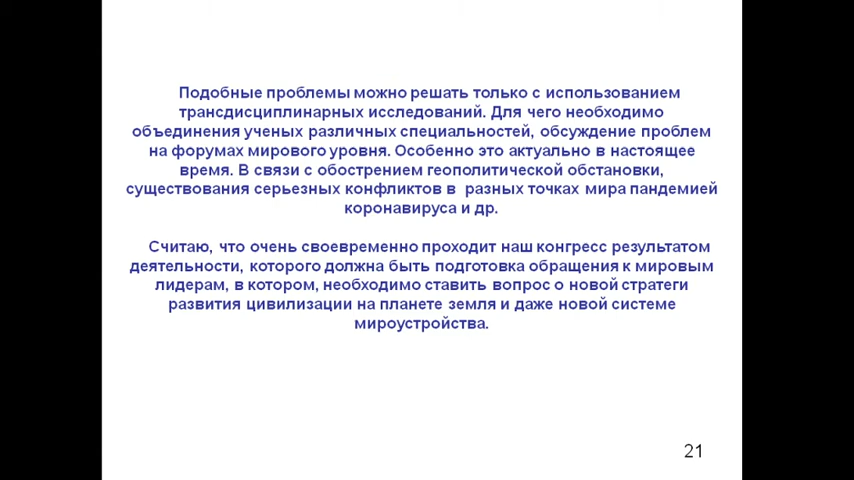 Подобные проблемы можно решать только с использованием
трансдисциплинарных исследований. Для чего необходимо
объединения ученых различных специальностей, обсуждение проблем
на форумах мирового уровня. Особенно это актуально в настоящее
время. В связи с обострением геополитической обстановки,
существования серьезных конфликтов в разных точках мира пандемией
коронавируса и др.
Считаю, что очень своевременно проходит наш конгресс результатом
деятельности, которого должна быть подготовка обращения к мировым
лидерам, в котором, необходимо ставить вопрос о новой стратеги
развития цивилизации на планете земля и даже новой системе
мироустройства.
21